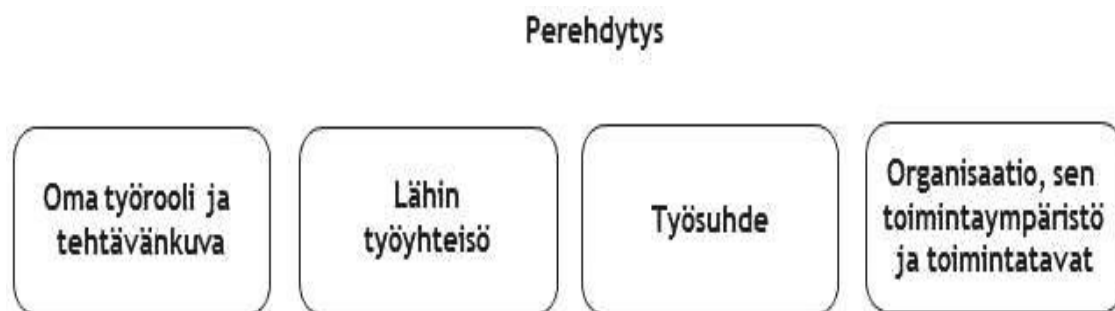 Perehdytys
Oma työrooli ja
tehtävänkuva
Lähin
työyhteisö
Työsuhde
Organisaatio, sen
toimintaympäristö
ja toimintatavat